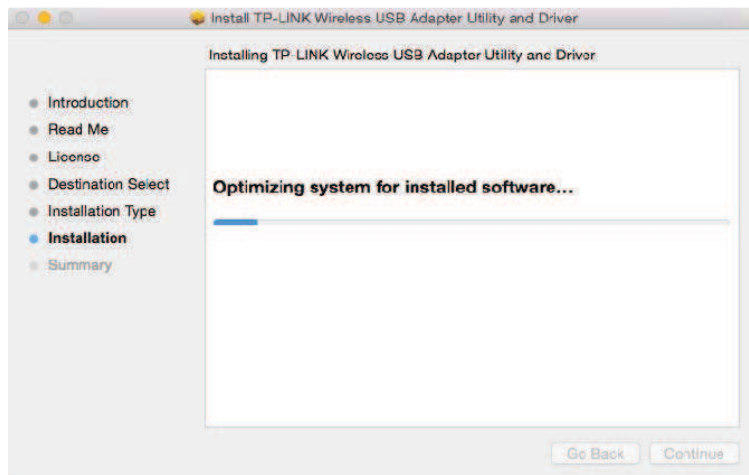 Install TP-LINK Wireless USB Adapter Utility and Driver
Installing TP-LINK Wireless USB Adapter Utility and Driver
Introduction
Read Me
License
Destination Select
Installation Type
Installation
Summary
Optimizing system for installed software...
Go Back
Continue